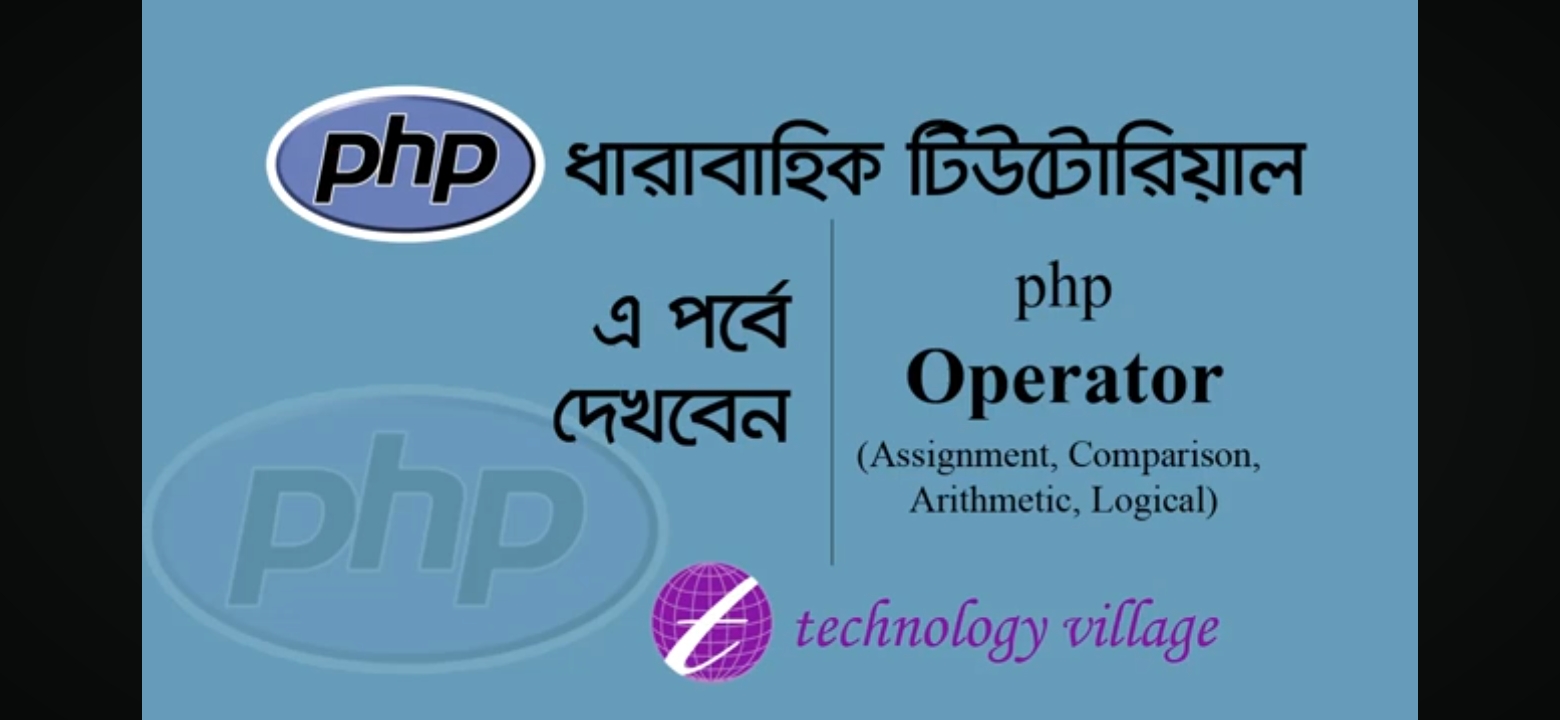 php ধারাবাহিক টিউটোরিয়াল
এ পর্বে
দেখবেন
php
Operator
(Assignment, Comparison,
Arithmetic, Logical)
php
t technology village